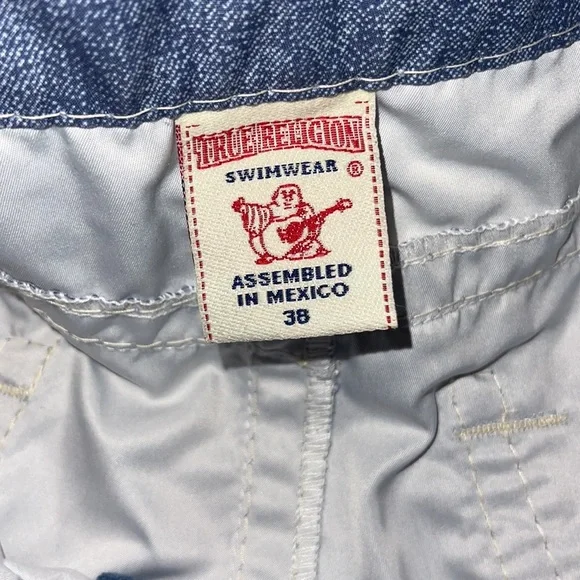 TRUE RELIGION
SWIMWEAR ®
ASSEMBLED
IN MEXICO
38